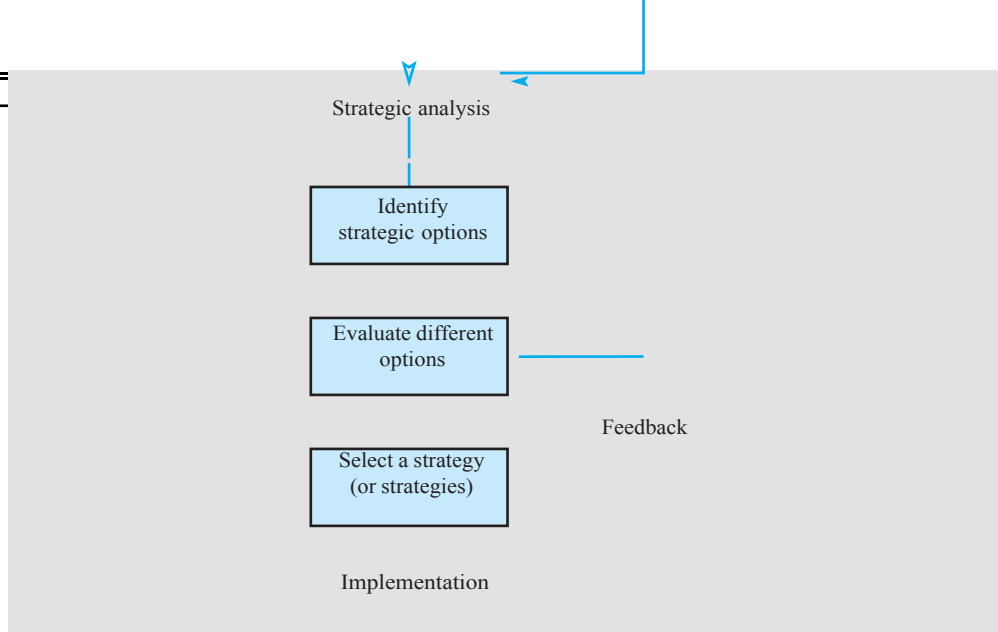 Strategic analysis
Identify
strategic options
Evaluate different
options
Feedback
Select a strategy
(or strategies)
Implementation